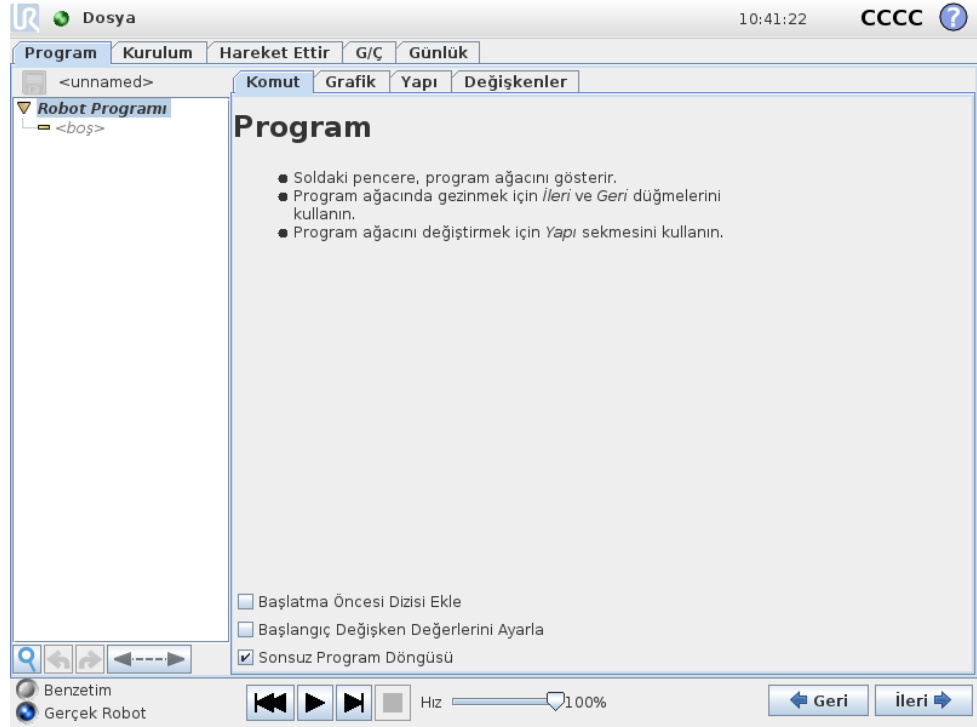 UR Dosya 10:41:22 CCCC ?
Program Kurulum Hareket Ettir G/Ç Günlük
<unnamed>
Komut Grafik Yapı Değişkenler
Robot Programı
<boş>
Program
Soldaki pencere, program ağacını gösterir.
Program ağacında gezinmek için İleri ve Geri düğmelerini
kullanın.
Program ağacını değiştirmek için Yapı sekmesini kullanın.
Başlatma Öncesi Dizisi Ekle
Başlangıç Değişken Değerlerini Ayarla
Sonsuz Program Döngüsü
Benzetim
Gerçek Robot
Hız 100%
Geri İleri